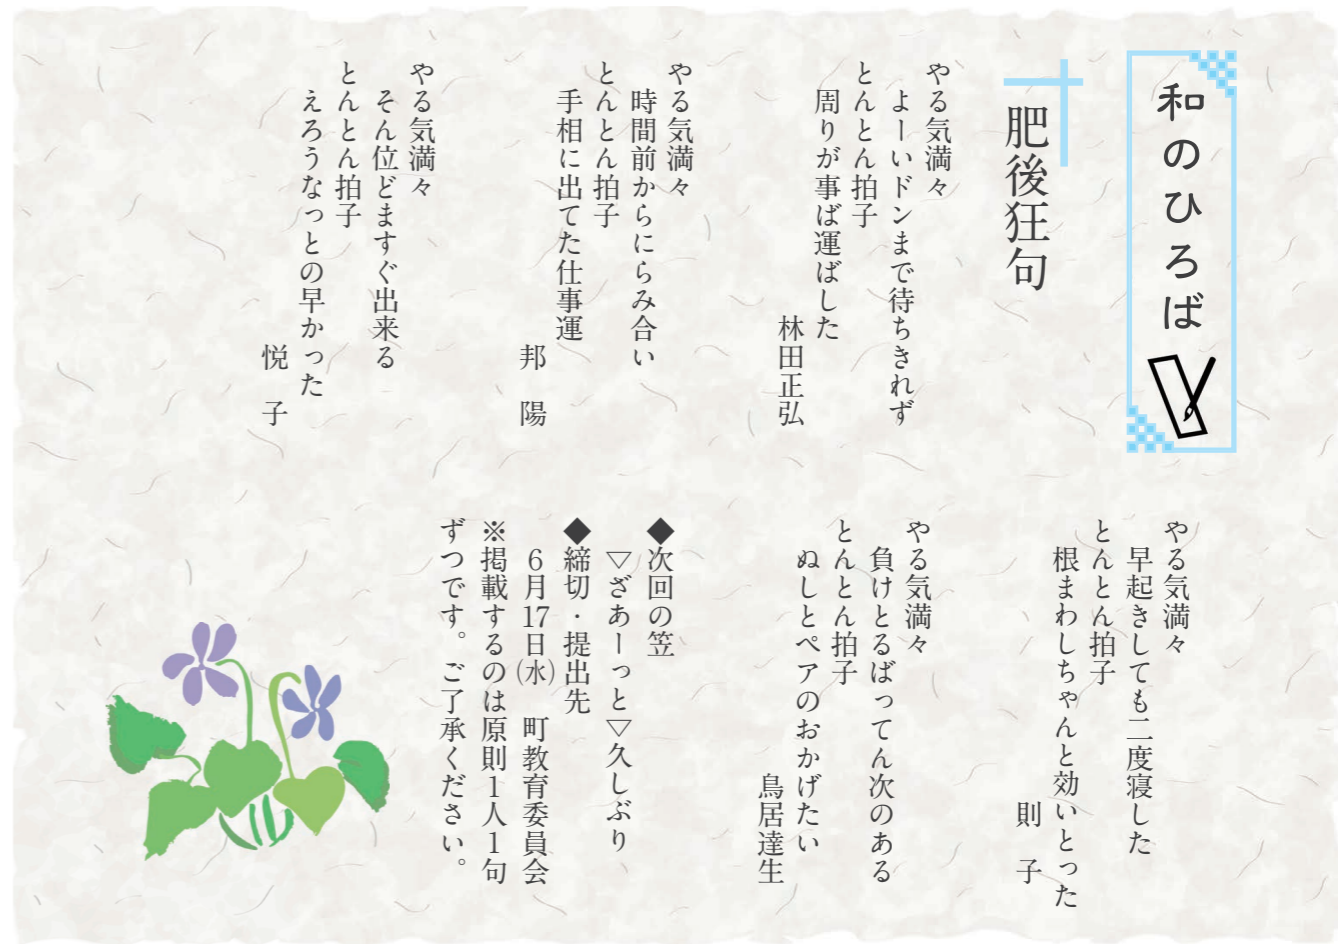 和のひろば
肥後狂句
やる気満々
よーいドンまで待ちきれず
とんとん拍子
周りが事ば運ばした
林田正弘
やる気満々
時間前からにらみ合い
とんとん拍子
手相に出てた仕事運
邦　陽
やる気満々
そん位どますぐ出来る
とんとん拍子
えろうなっとの早かった
悦　子
やる気満々
早起きしても二度寝した
とんとん拍子
根まわしちゃんと効いとった
則　子
やる気満々
負けとるばってん次のある
とんとん拍子
ぬしとペアのおかげたい
鳥居達生
◆次回の笠
▽ざあーっと▽久しぶり
◆締切・提出先
6月17日(水)　町教育委員会
※掲載するのは原則1人1句
ずつです。ご了承ください。